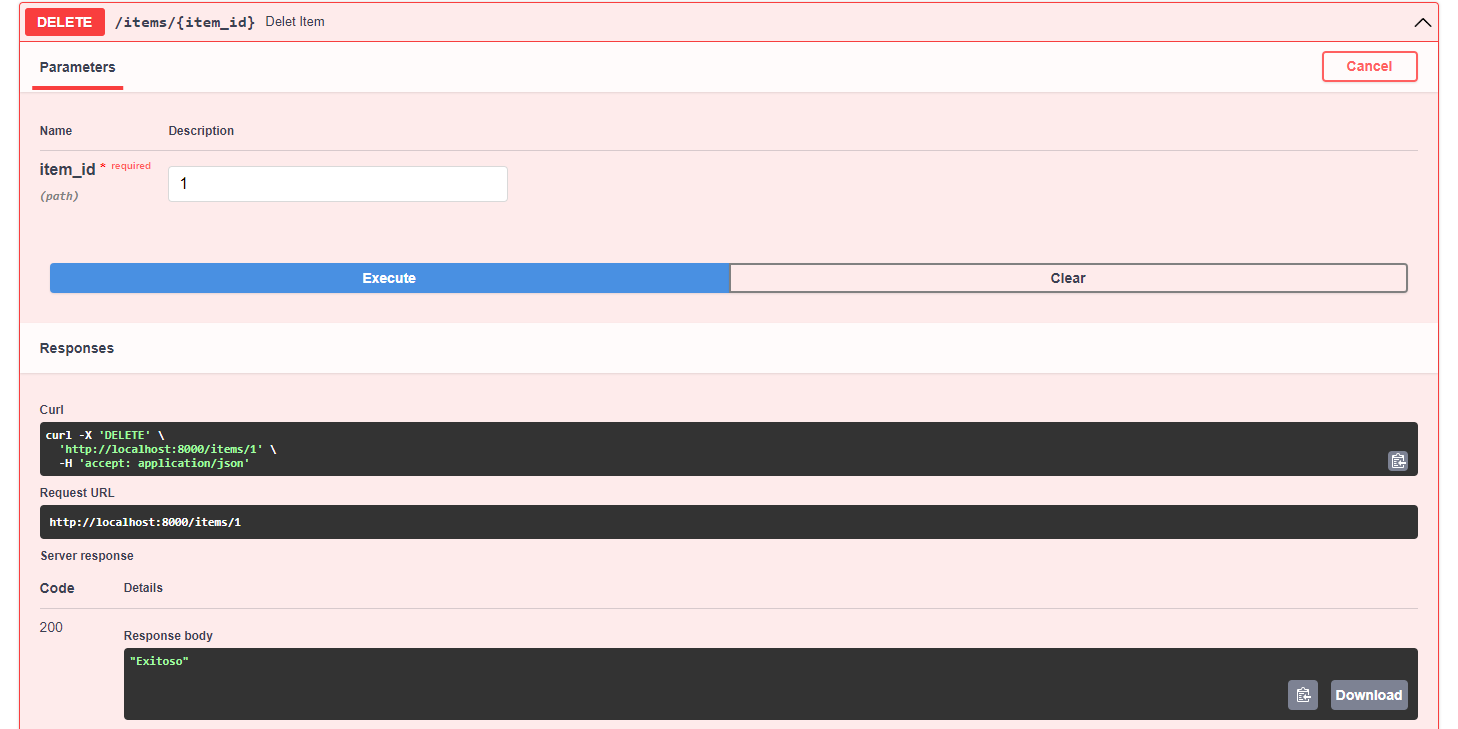 DELETE /items/{item_id} Delet Item
Parameters
Cancel
Name Description
item_id * required
(path)
1
Execute Clear
Responses
Curl
curl -X 'DELETE' \
'http://localhost:8000/items/1' \
-H 'accept: application/json'
Request URL
http://localhost:8000/items/1
Server response
Code Details
200
Response body
"Exitoso"
Download